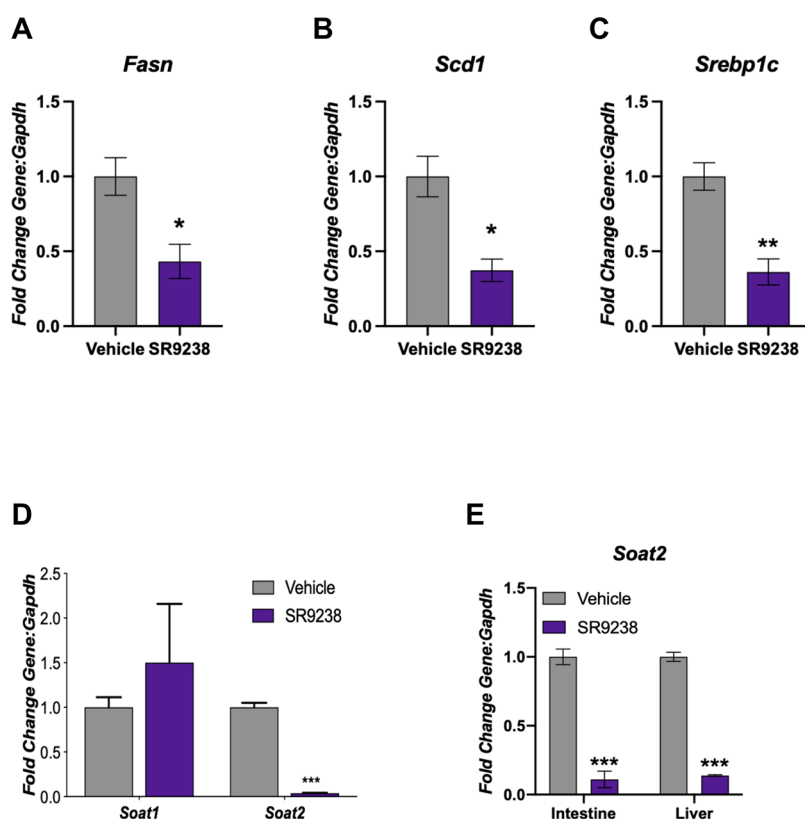 A
Fasn
Fold Change Gene:Gapdh
1.5
1.0
0.5
0.0
*
Vehicle SR9238
B
Scd1
Fold Change Gene:Gapdh
1.5
1.0
0.5
0.0
*
Vehicle SR9238
C
Srebp1c
Fold Change Gene:Gapdh
1.5
1.0
0.5
0.0
**
Vehicle SR9238
D
Fold Change Gene:Gapdh
2.5
2.0
1.5
1.0
0.5
0.0
Vehicle
SR9238
***
Soat1 Soat2
E
Soat2
Fold Change Gene:Gapdh
1.5
1.0
0.5
0.0
Vehicle
SR9238
*** ***
Intestine Liver